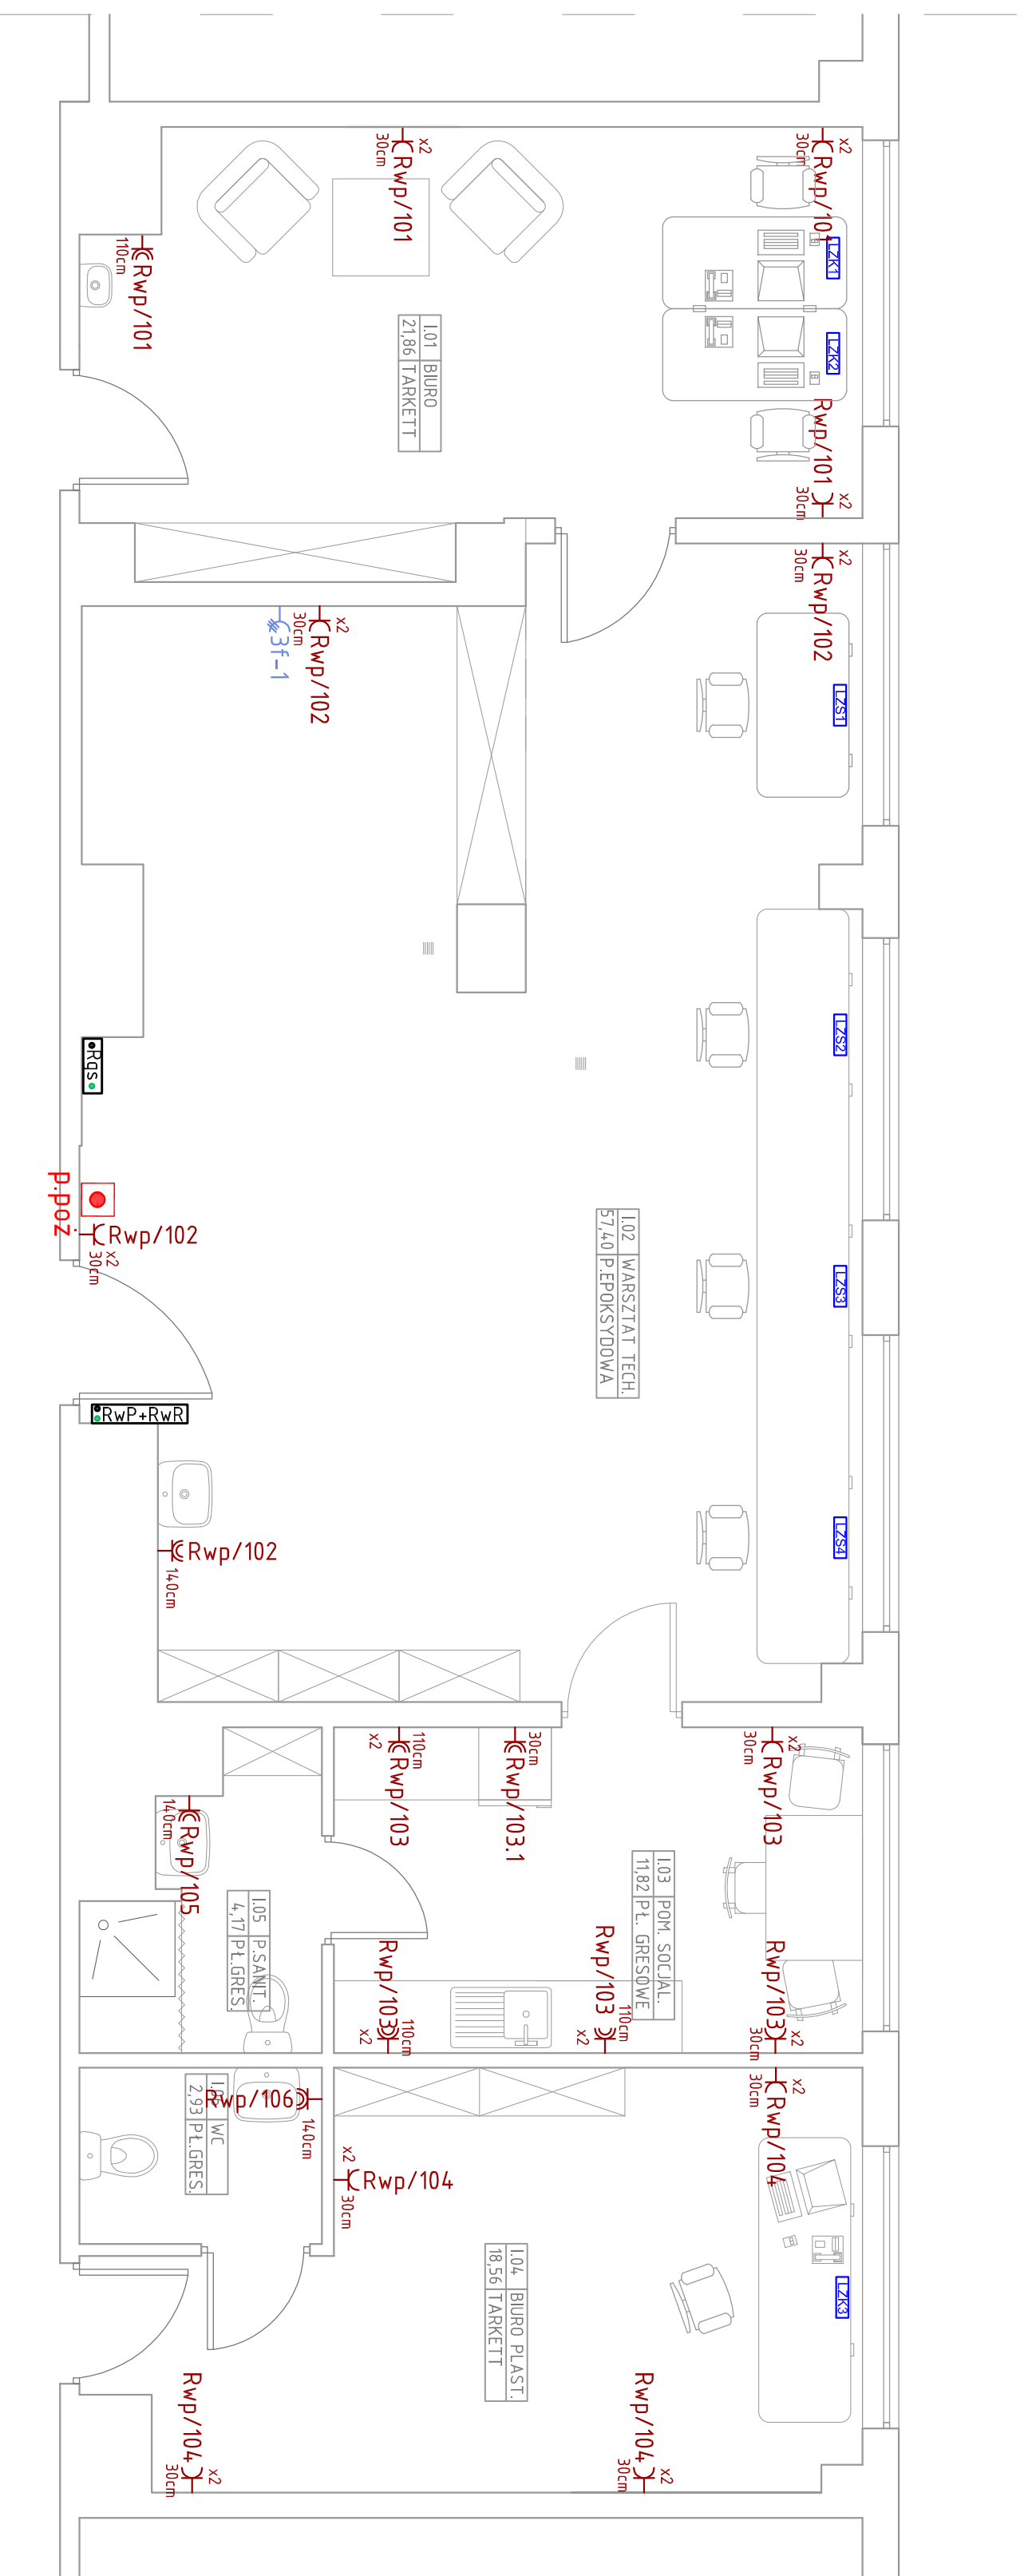 x2
30cm
Rwp/101
x2
30cm
Rwp/101
110cm
Rwp/101
LZK1
LZK2
I.01 BIURO
21,86 TARKETT
Rwp/101
x2
30cm
x2
30cm
Rwp/102
x2
30cm
Rwp/102
3f-1
LZS1
LZS2
Rgs
p.poż
Rwp/102
x2
30cm
I.02 WARSZTAT TECH.
57,40 P.EPOKSYDOWA
LZS3
RwP+RwR
LZS4
Rwp/102
140cm
110cm
x2
Rwp/103
30cm
Rwp/103.1
x2
30cm
Rwp/103
140cm
Rwp/105
I.03 POM. SOCJAL.
11,82 PŁ. GRESOWE
I.05 P.SANIT.
4,17 PŁ.GRES.
Rwp/103
110cm
x2
Rwp/103
110cm
x2
Rwp/103
x2
30cm
WC
2,93 PŁ.GRES.
Rwp/106
140cm
x2
30cm
Rwp/104
x2
Rwp/104
30cm
I.04 BIURO PLAST.
18,56 TARKETT
LZK3
Rwp/104
x2
30cm
Rwp/104
x2
30cm